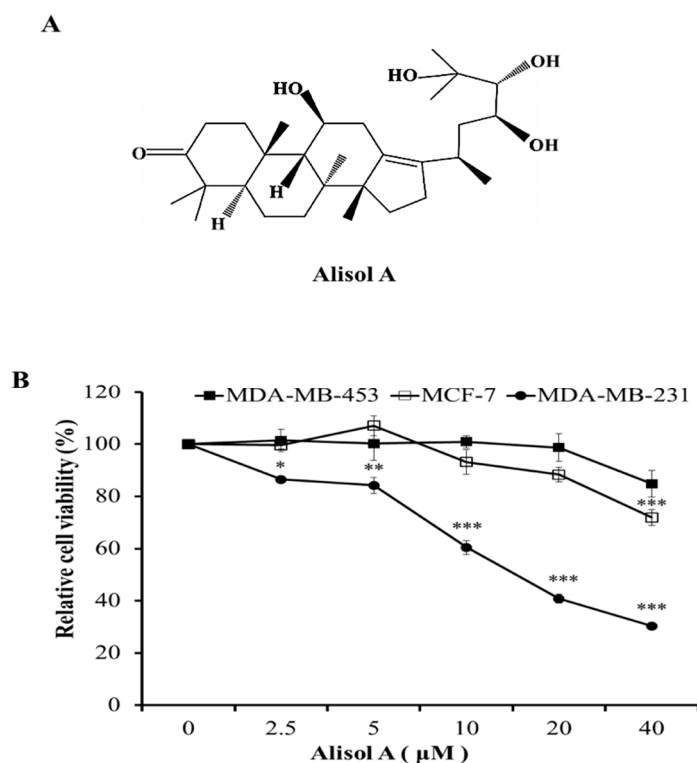 A
HO
OH
HO
OH
O
H
H
Alisol A
B
MDA-MB-453 MCF-7 MDA-MB-231
Relative cell viability (%)
120
100
80
60
40
20
0
*
**
***
***
***
***
0 2.5 5 10 20 40
Alisol A ( µM )